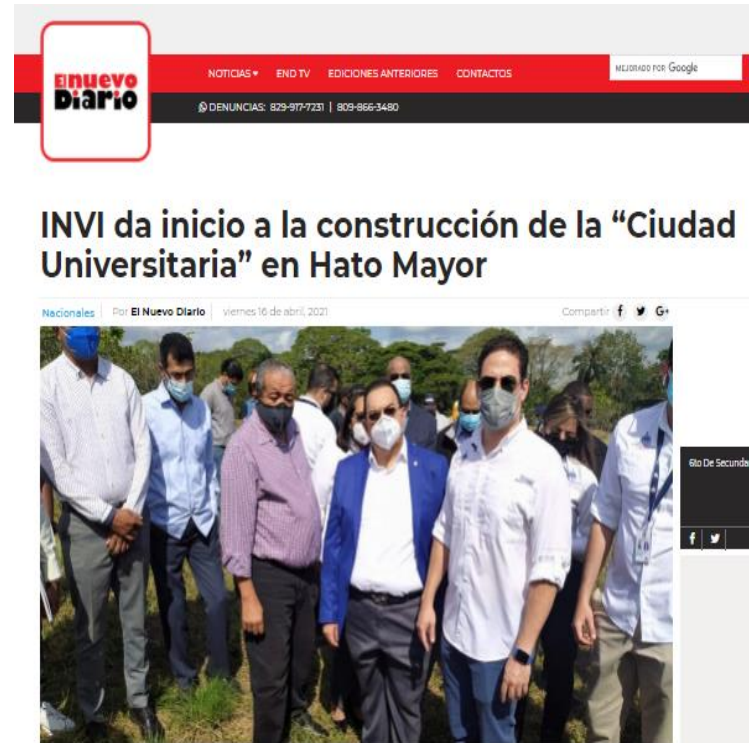 El nuevo
Diario
NOTICIAS
END TV
EDICIONES ANTERIORES
CONTACTOS
MEJORADO POR Google
DENUNCIAS: 829-917-7231 | 809-866-3480
INVI da inicio a la construcción de la “Ciudad
Universitaria” en Hato Mayor
Nacionales
Por El Nuevo Diario
viernes 16 de abril, 2021
Compartir
6to De Secunda